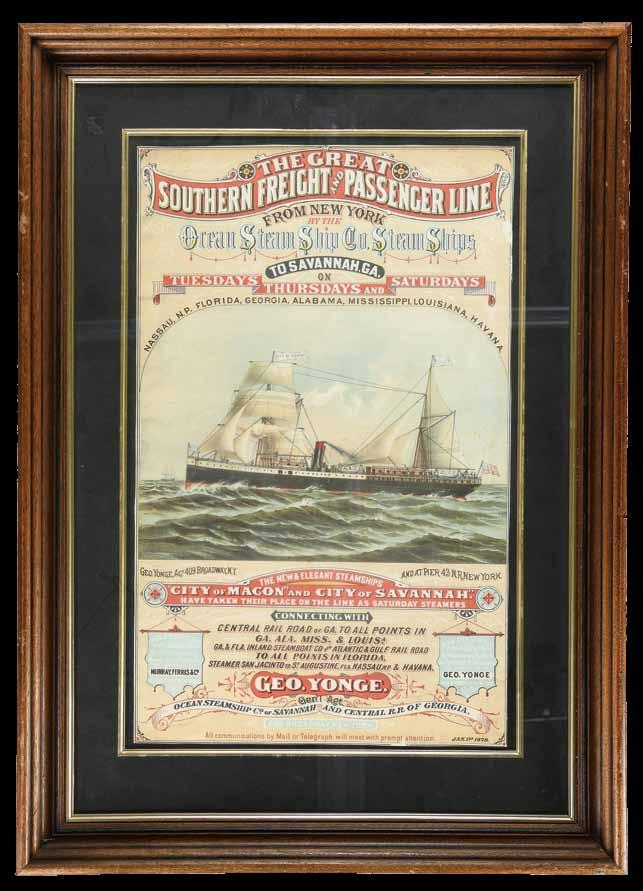 THE GREAT
SOUTHERN FREIGHT AND PASSENGER LINE
FROM NEW YORK
BY THE
Ocean Steam Ship Co. Steam Ships
TO SAVANNAH, GA.
ON
TUESDAYS THURSDAYS AND SATURDAYS
NASSAU, N.P. FLORIDA, GEORGIA, ALABAMA, MISSISSIPPI, LOUISIANA, HAVANA
GEO. YONGE, AGT 409 BROADWAY, N.Y. AND AT PIER 43 N.R. NEW YORK
THE NEW & ELEGANT STEAMSHIPS
"CITY OF MACON" AND "CITY OF SAVANNAH,"
HAVE TAKEN THEIR PLACE ON THE LINE AS SATURDAY STEAMERS
CONNECTING WITH
CENTRAL RAIL ROAD OF GA. TO ALL POINTS IN
GA. ALA. MISS. & LOUISA
GA. & FLA. INLAND STEAMBOAT CO AND ATLANTIC & GULF RAIL ROAD
TO ALL POINTS IN FLORIDA,
STEAMER SAN JACINTO TO ST AUGUSTINE, FLA. NASSAU, N.P. & HAVANA.
MURRAY, FERRIS & CO
GEO. YONGE
GEO. YONGE.
Gen'l Agt.
OCEAN STEAMSHIP CO OF SAVANNAH AND CENTRAL R.R. OF GEORGIA.
All communications by Mail or Telegraph will meet with prompt attention.
JAN. 1ST 1878.